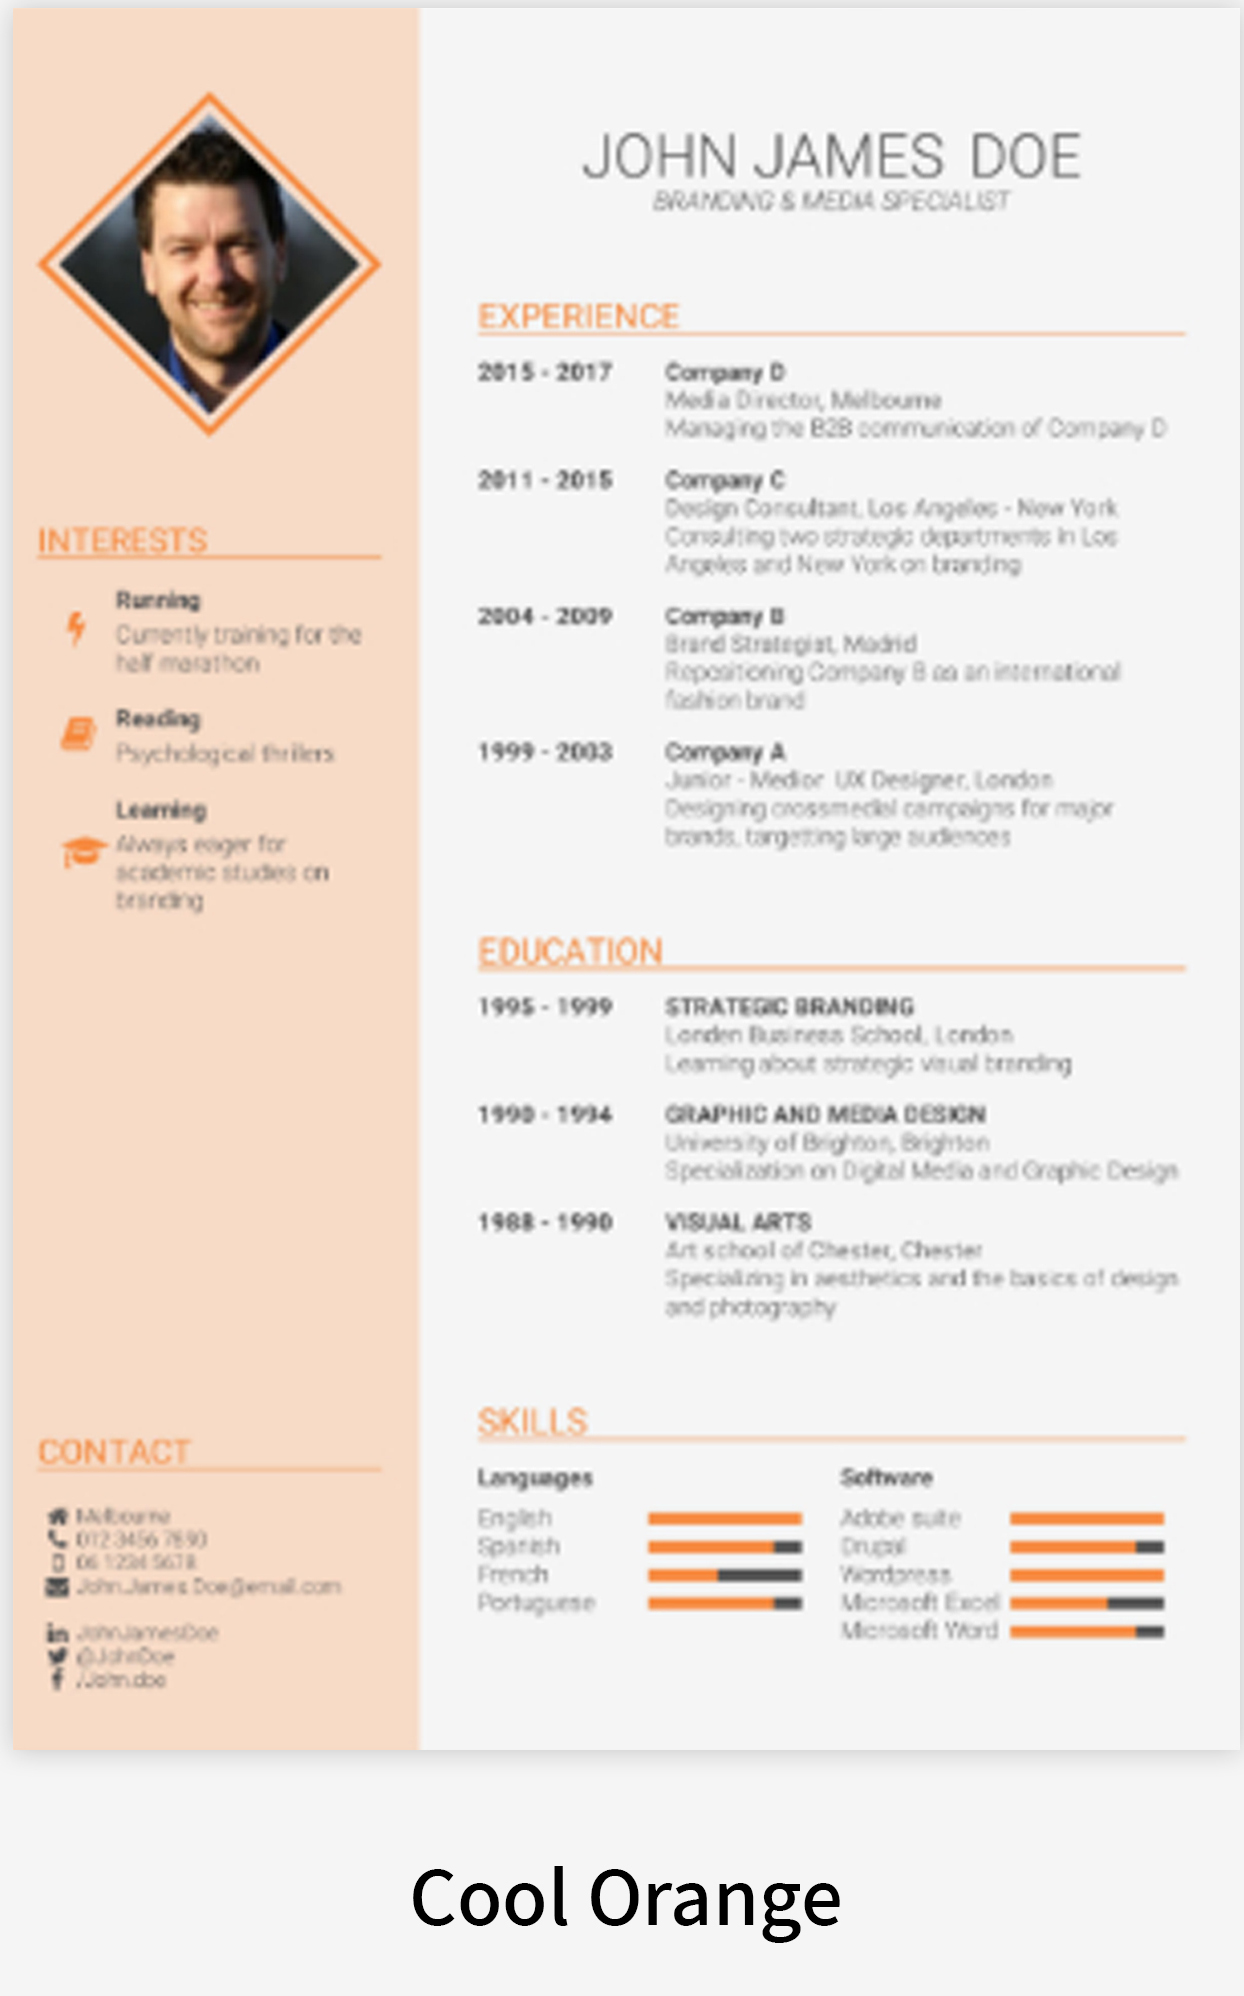 JOHN JAMES DOE
BRANDING & MEDIA SPECIALIST
EXPERIENCE
2015 - 2017 Company D
Media Director, Melbourne
Managing the B2B communication of Company D
2011 - 2015 Company C
Design Consultant, Los Angeles - New York
Consulting two strategic departments in Los
Angeles and New York on branding
2004 - 2009 Company B
Brand Strategist, Madrid
Repositioning Company B as an international
fashion brand
1999 - 2003 Company A
Junior - Medior UX Designer, London
Designing crossmedial campaigns for major
brands, targetting large audiences
EDUCATION
1995 - 1999 STRATEGIC BRANDING
Londen Business School, London
Learning about strategic visual branding
1990 - 1994 GRAPHIC AND MEDIA DESIGN
University of Brighton, Brighton
Specialization on Digital Media and Graphic Design
1988 - 1990 VISUAL ARTS
Art school of Chester, Chester
Specializing in aesthetics and the basics of design
and photography
SKILLS
Languages
English
Spanish
French
Portuguese
Software
Adobe suite
Drupal
Wordpress
Microsoft Excel
Microsoft Word
INTERESTS
Running
Currently training for the
half marathon
Reading
Psychological thrillers
Learning
Always eager for
academic studies on
branding
CONTACT
Melbourne
012 3456 7890
06 1234 5678
John.James.Doe@email.com
JohnJamesDoe
@JohnDoe
/John.doe
Cool Orange